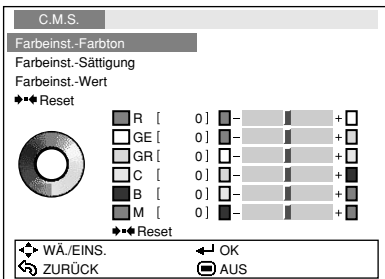 C.M.S.
Farbeinst.-Farbton
Farbeinst.-Sättigung
Farbeinst.-Wert
Reset
R [ 0 ] - +
GE [ 0 ] - +
GR [ 0 ] - +
C [ 0 ] - +
B [ 0 ] - +
M [ 0 ] - +
Reset
WÄ./EINS. OK
ZURÜCK AUS